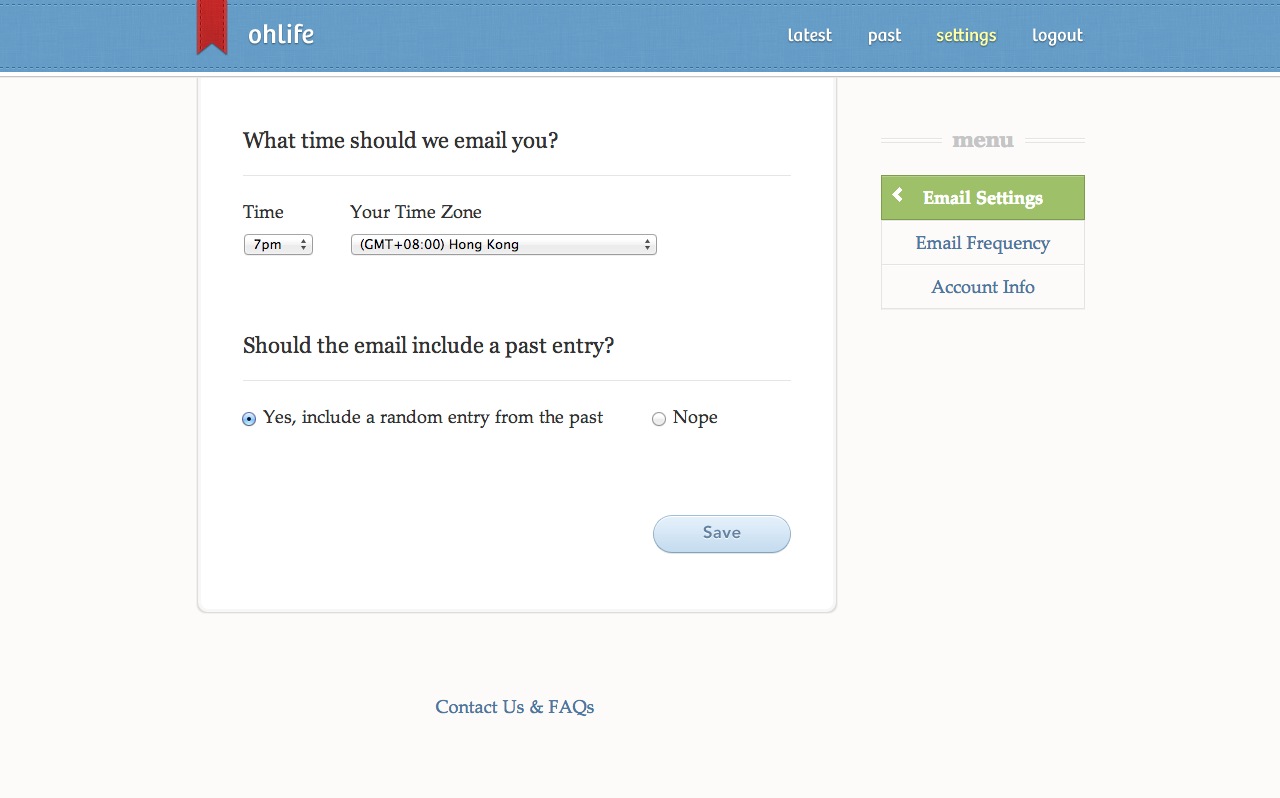 ohlife
latest past settings logout
What time should we email you?
Time Your Time Zone
7pm (GMT+08:00) Hong Kong
Should the email include a past entry?
Yes, include a random entry from the past Nope
Save
menu
Email Settings
Email Frequency
Account Info
Contact Us & FAQs